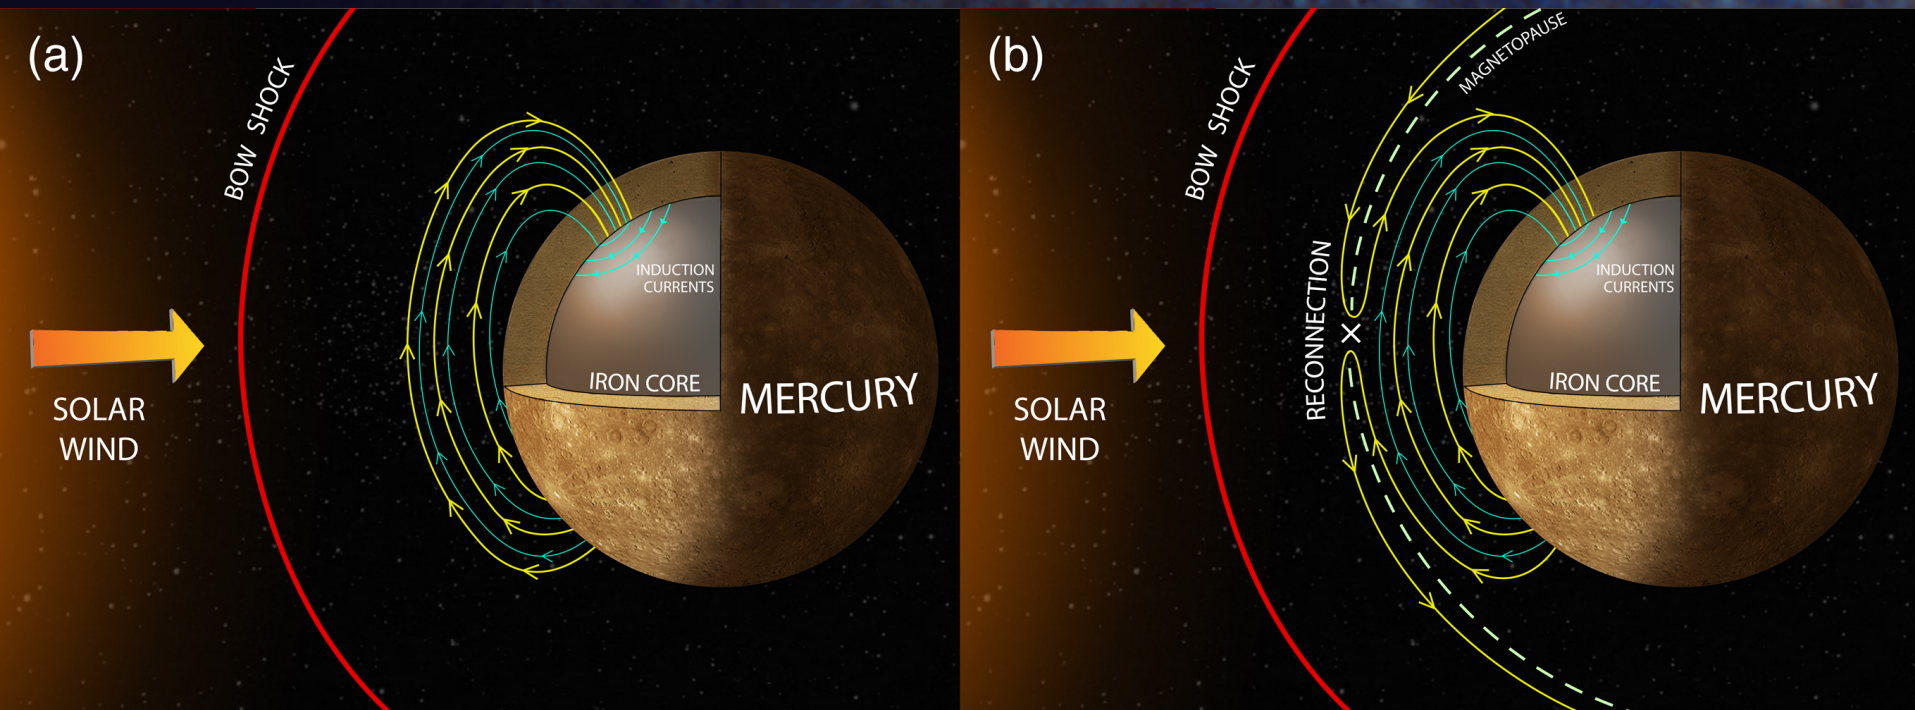 (a)
BOW SHOCK
SOLAR
WIND
INDUCTION
CURRENTS
IRON CORE
MERCURY
(b)
BOW SHOCK
MAGNETOPAUSE
RECONNECTION
SOLAR
WIND
INDUCTION
CURRENTS
IRON CORE
MERCURY